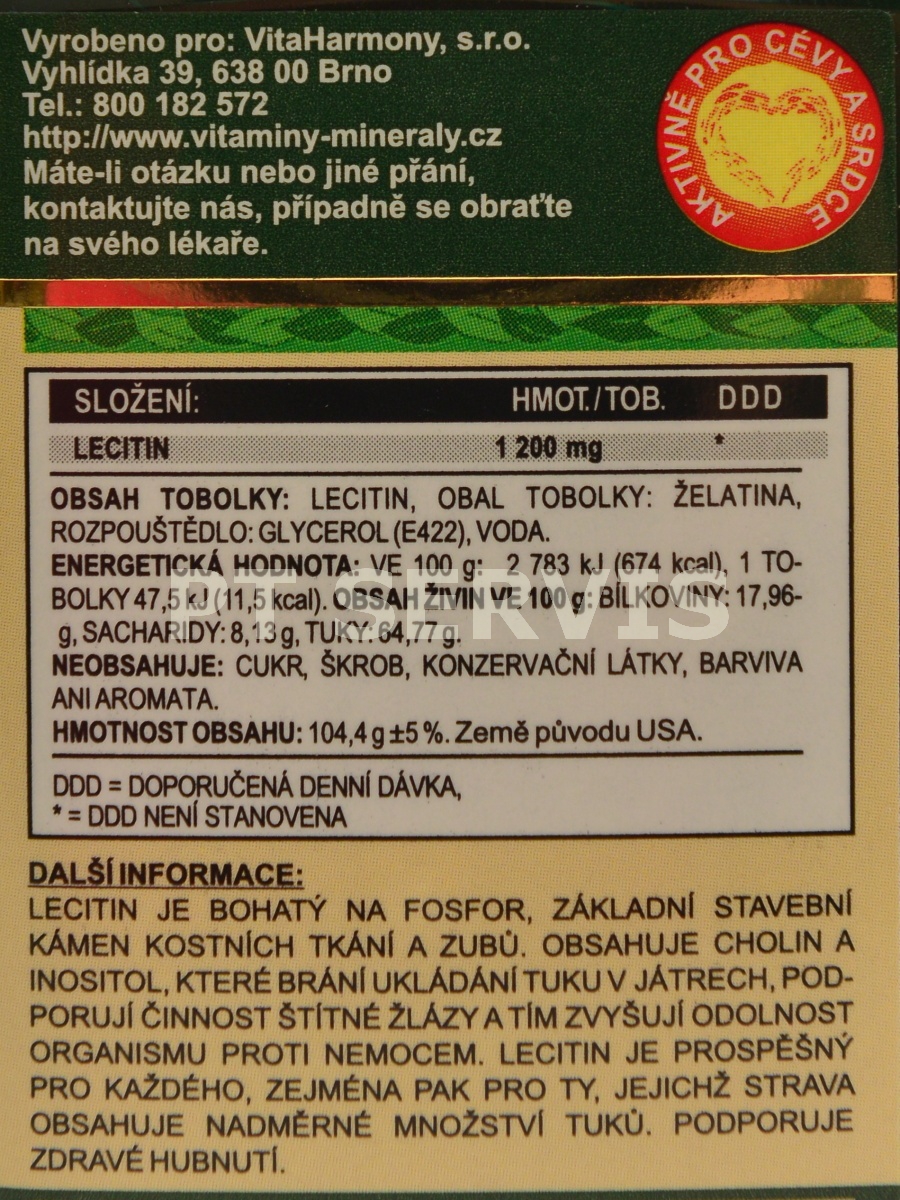 Vyrobeno pro: VitaHarmony, s.r.o.
Vyhlídka 39, 638 00 Brno
Tel.: 800 182 572
http://www.vitaminy-mineraly.cz
Máte-li otázku nebo jiné přání,
kontaktujte nás, případně se obraťte
na svého lékaře.
AKTIVNĚ PRO CÉVY A SRDCE
SLOŽENÍ: HMOT./TOB. DDD
LECITIN 1 200 mg *
OBSAH TOBOLKY: LECITIN, OBAL TOBOLKY: ŽELATINA,
ROZPOUŠTĚDLO: GLYCEROL (E422), VODA.
ENERGETICKÁ HODNOTA: VE 100 g: 2 783 kJ (674 kcal), 1 TO-
BOLKY 47,5 kJ (11,5 kcal). OBSAH ŽIVIN VE 100 g: BÍLKOVINY: 17,96-
g, SACHARIDY: 8,13 g, TUKY: 64,77 g.
PT SERVIS
NEOBSAHUJE: CUKR, ŠKROB, KONZERVAČNÍ LÁTKY, BARVIVA
ANI AROMATA.
HMOTNOST OBSAHU: 104,4 g ±5 %. Země původu USA.
DDD = DOPORUČENÁ DENNÍ DÁVKA,
* = DDD NENÍ STANOVENA
DALŠÍ INFORMACE:
LECITIN JE BOHATÝ NA FOSFOR, ZÁKLADNÍ STAVEBNÍ
KÁMEN KOSTNÍCH TKÁNÍ A ZUBŮ. OBSAHUJE CHOLIN A
INOSITOL, KTERÉ BRÁNÍ UKLÁDÁNÍ TUKU V JÁTRECH, POD-
PORUJÍ ČINNOST ŠTÍTNÉ ŽLÁZY A TÍM ZVYŠUJÍ ODOLNOST
ORGANISMU PROTI NEMOCEM. LECITIN JE PROSPĚŠNÝ
PRO KAŽDÉHO, ZEJMÉNA PAK PRO TY, JEJICHŽ STRAVA
OBSAHUJE NADMĚRNÉ MNOŽSTVÍ TUKŮ. PODPORUJE
ZDRAVÉ HUBNUTÍ.